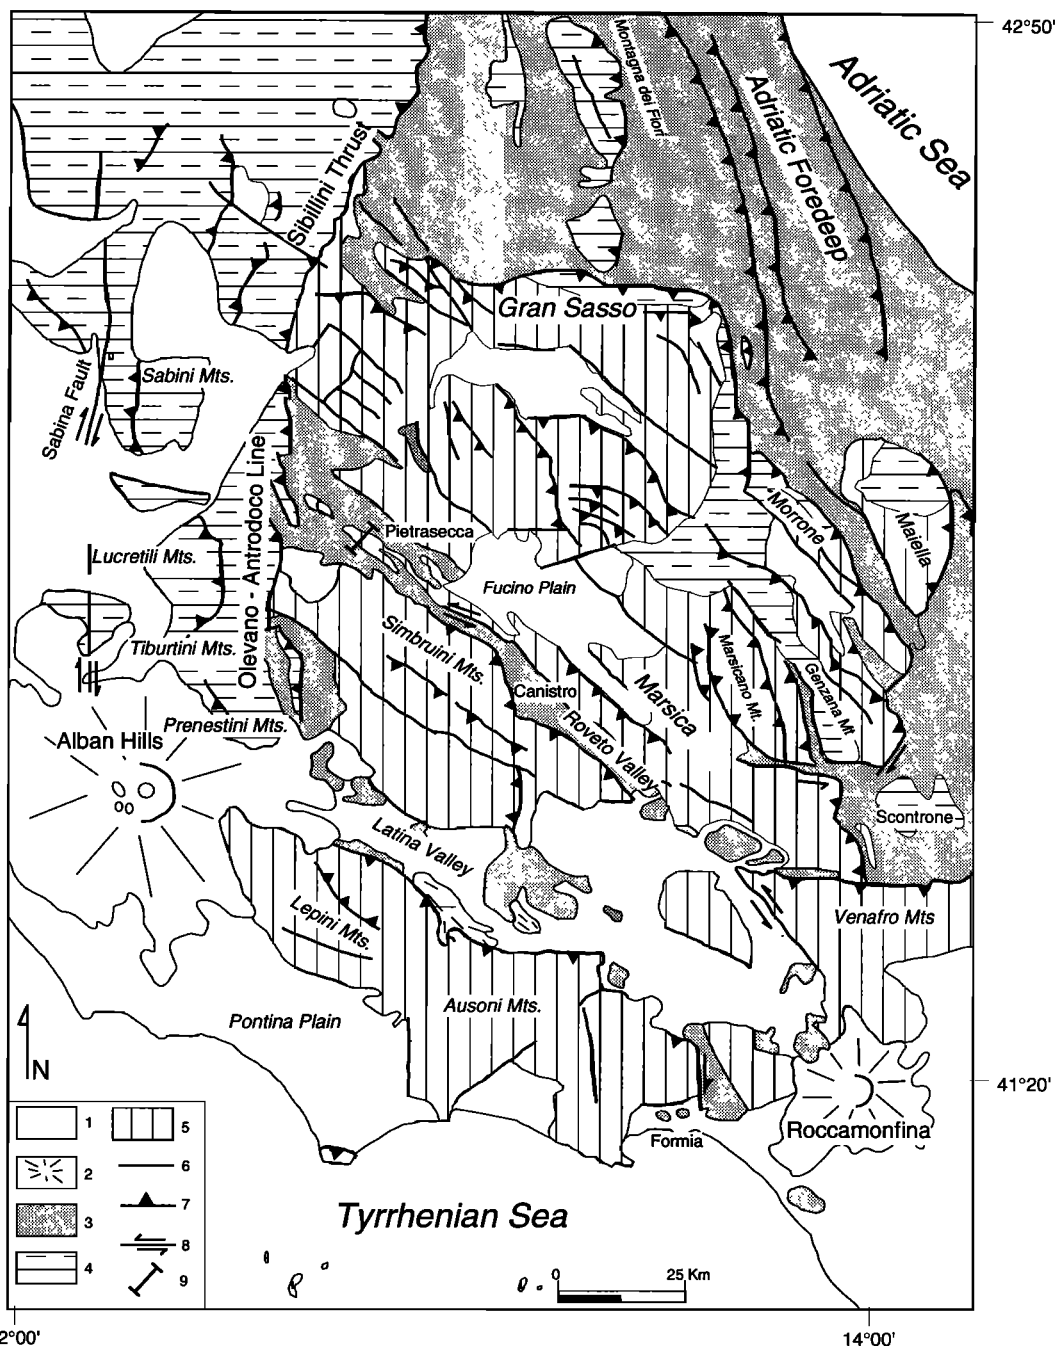 42°50'
Adriatic Sea
Montagna dei Fiori
Adriatic Foredeep
Sibillini Thrust
Gran Sasso
Sabini Mts.
Sabina Fault
Olevano - Antrodoco Line
Morrone
Maiella
Pietrasecca
Lucretili Mts.
Fucino Plain
Tiburtini Mts.
Simbruini Mts.
Marsicano Mt.
Genzana Mt
Canistro
Marsica
Prenestini Mts.
Roveto Valley
Alban Hills
Scontrone
Latina Valley
Lepini Mts.
Venafro Mts
Ausoni Mts.
Pontina Plain
N
41°20'
Roccamonfina
Formia
1
2
3
4
5
6
7
8
9
Tyrrhenian Sea
0 25 Km
2°00'
14°00'